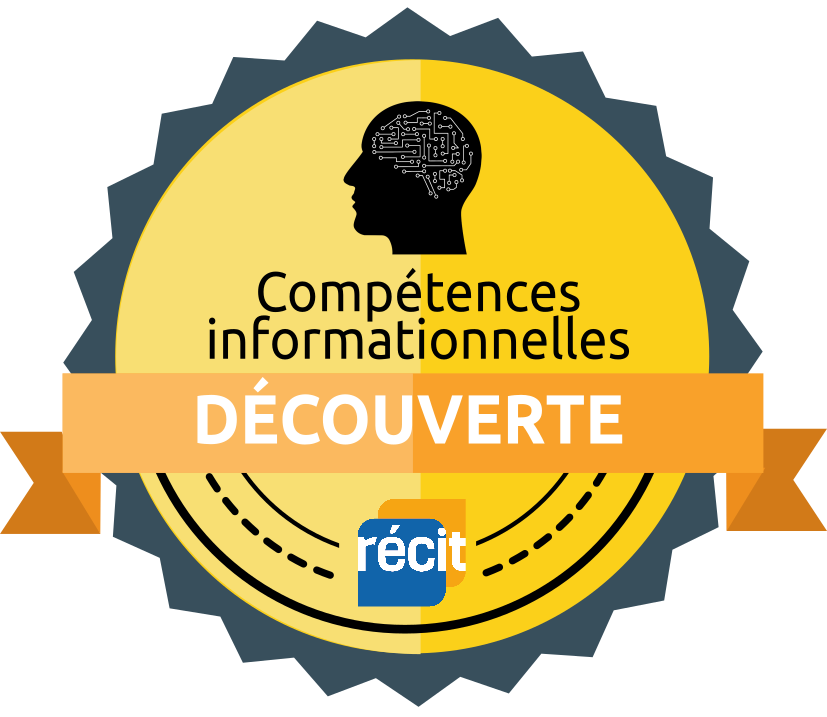 Compétences
informationnelles
DÉCOUVERTE
récit